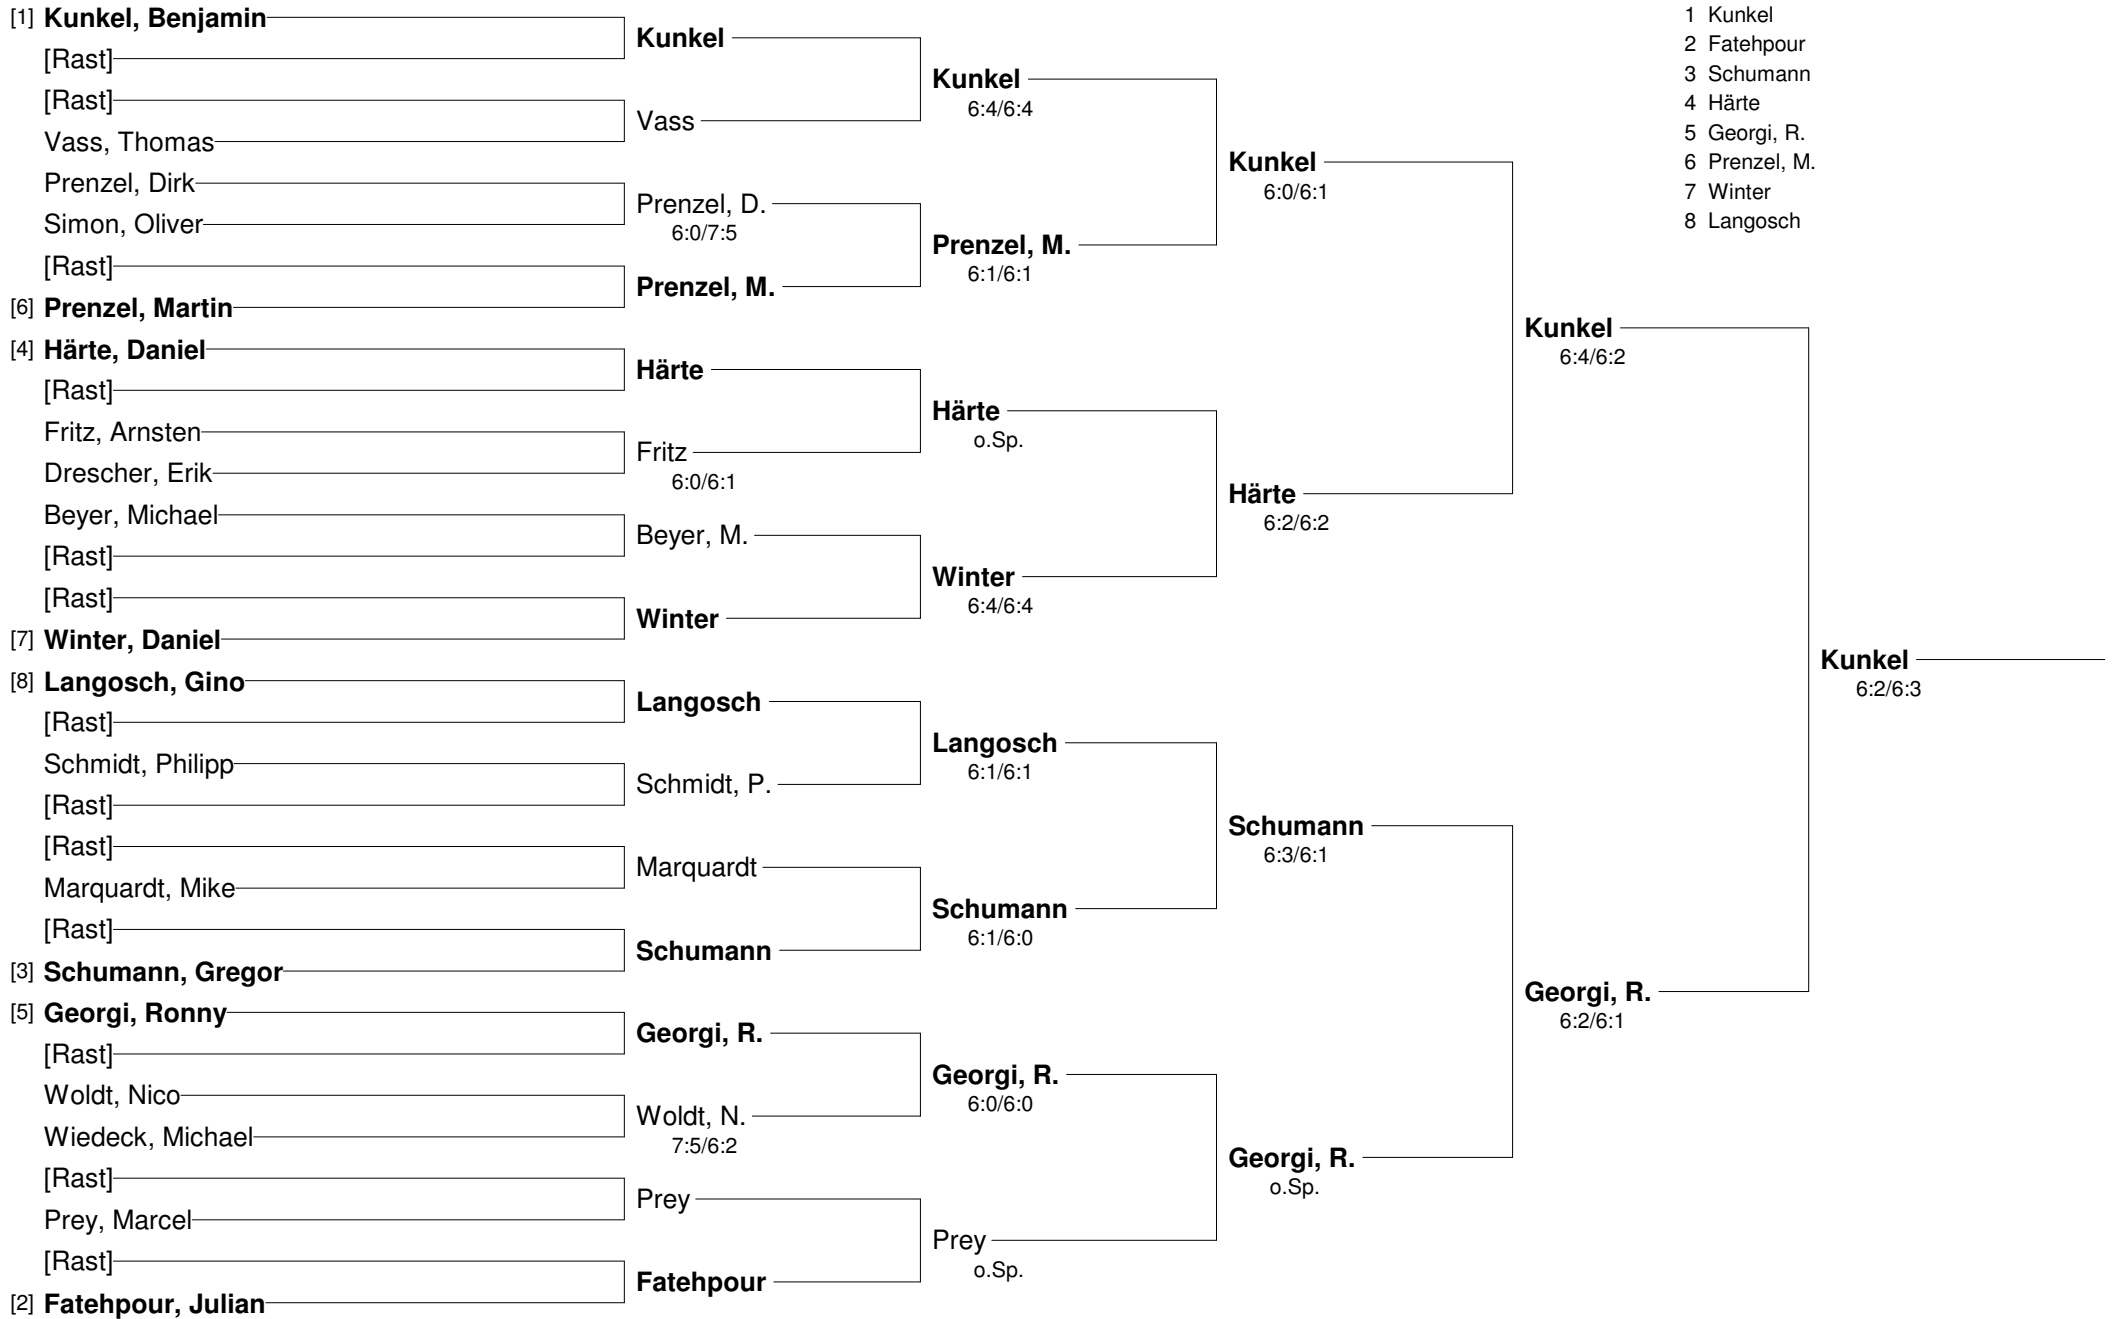 [1] Kunkel, Benjamin
[Rast]
[Rast]
Vass, Thomas
Prenzel, Dirk
Simon, Oliver
[Rast]
[6] Prenzel, Martin
[4] Härte, Daniel
[Rast]
Fritz, Arnsten
Drescher, Erik
Beyer, Michael
[Rast]
[Rast]
[7] Winter, Daniel
[8] Langosch, Gino
[Rast]
Schmidt, Philipp
[Rast]
[Rast]
Marquardt, Mike
[Rast]
[3] Schumann, Gregor
[5] Georgi, Ronny
[Rast]
Woldt, Nico
Wiedeck, Michael
[Rast]
Prey, Marcel
[Rast]
[2] Fatehpour, Julian
Kunkel
Vass
Prenzel, D.
6:0/7:5
Prenzel, M.
Härte
Fritz
6:0/6:1
Beyer, M.
Winter
Langosch
Schmidt, P.
Marquardt
Schumann
Georgi, R.
Woldt, N.
7:5/6:2
Prey
Fatehpour
Kunkel
6:4/6:4
Prenzel, M.
6:1/6:1
Härte
o.Sp.
Winter
6:4/6:4
Langosch
6:1/6:1
Schumann
6:1/6:0
Georgi, R.
6:0/6:0
Prey
o.Sp.
Kunkel
6:0/6:1
Härte
6:2/6:2
Schumann
6:3/6:1
Georgi, R.
o.Sp.
Kunkel
6:4/6:2
Georgi, R.
6:2/6:1
Kunkel
6:2/6:3
1 Kunkel
2 Fatehpour
3 Schumann
4 Härte
5 Georgi, R.
6 Prenzel, M.
7 Winter
8 Langosch